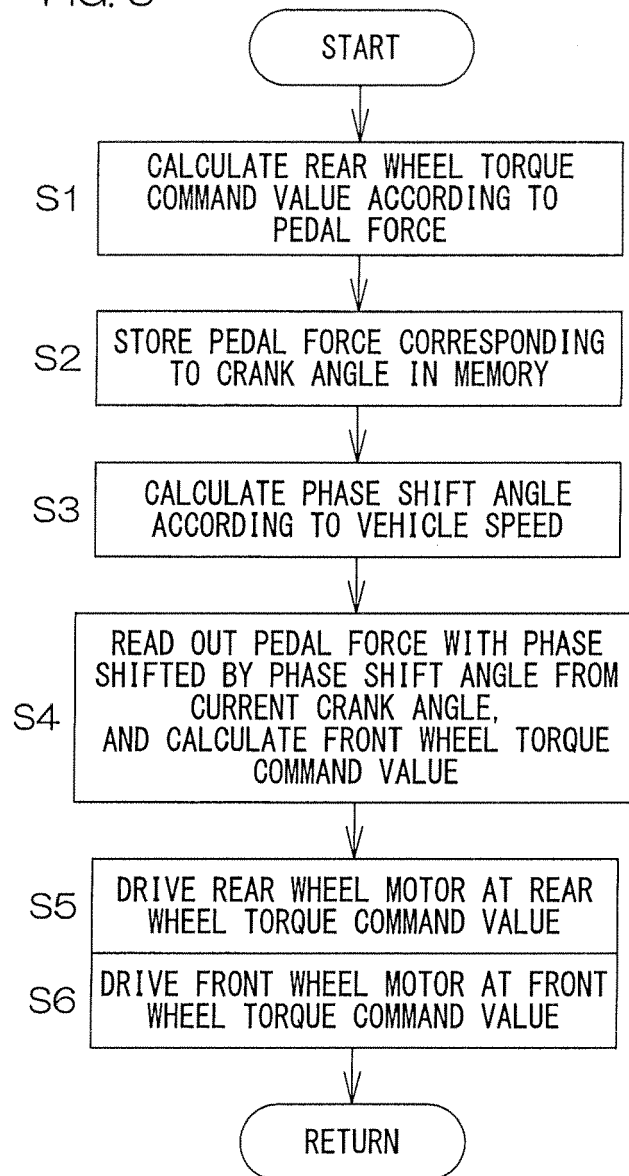 FIG.
START
S1
CALCULATE REAR WHEEL TORQUE
COMMAND VALUE ACCORDING TO
PEDAL FORCE
S2
STORE PEDAL FORCE CORRESPONDING
TO CRANK ANGLE IN MEMORY
S3
CALCULATE PHASE SHIFT ANGLE
ACCORDING TO VEHICLE SPEED
S4
READ OUT PEDAL FORCE WITH PHASE
SHIFTED BY PHASE SHIFT ANGLE FROM
CURRENT CRANK ANGLE,
AND CALCULATE FRONT WHEEL TORQUE
COMMAND VALUE
S5
DRIVE REAR WHEEL MOTOR AT REAR
WHEEL TORQUE COMMAND VALUE
S6
DRIVE FRONT WHEEL MOTOR AT FRONT
WHEEL TORQUE COMMAND VALUE
RETURN